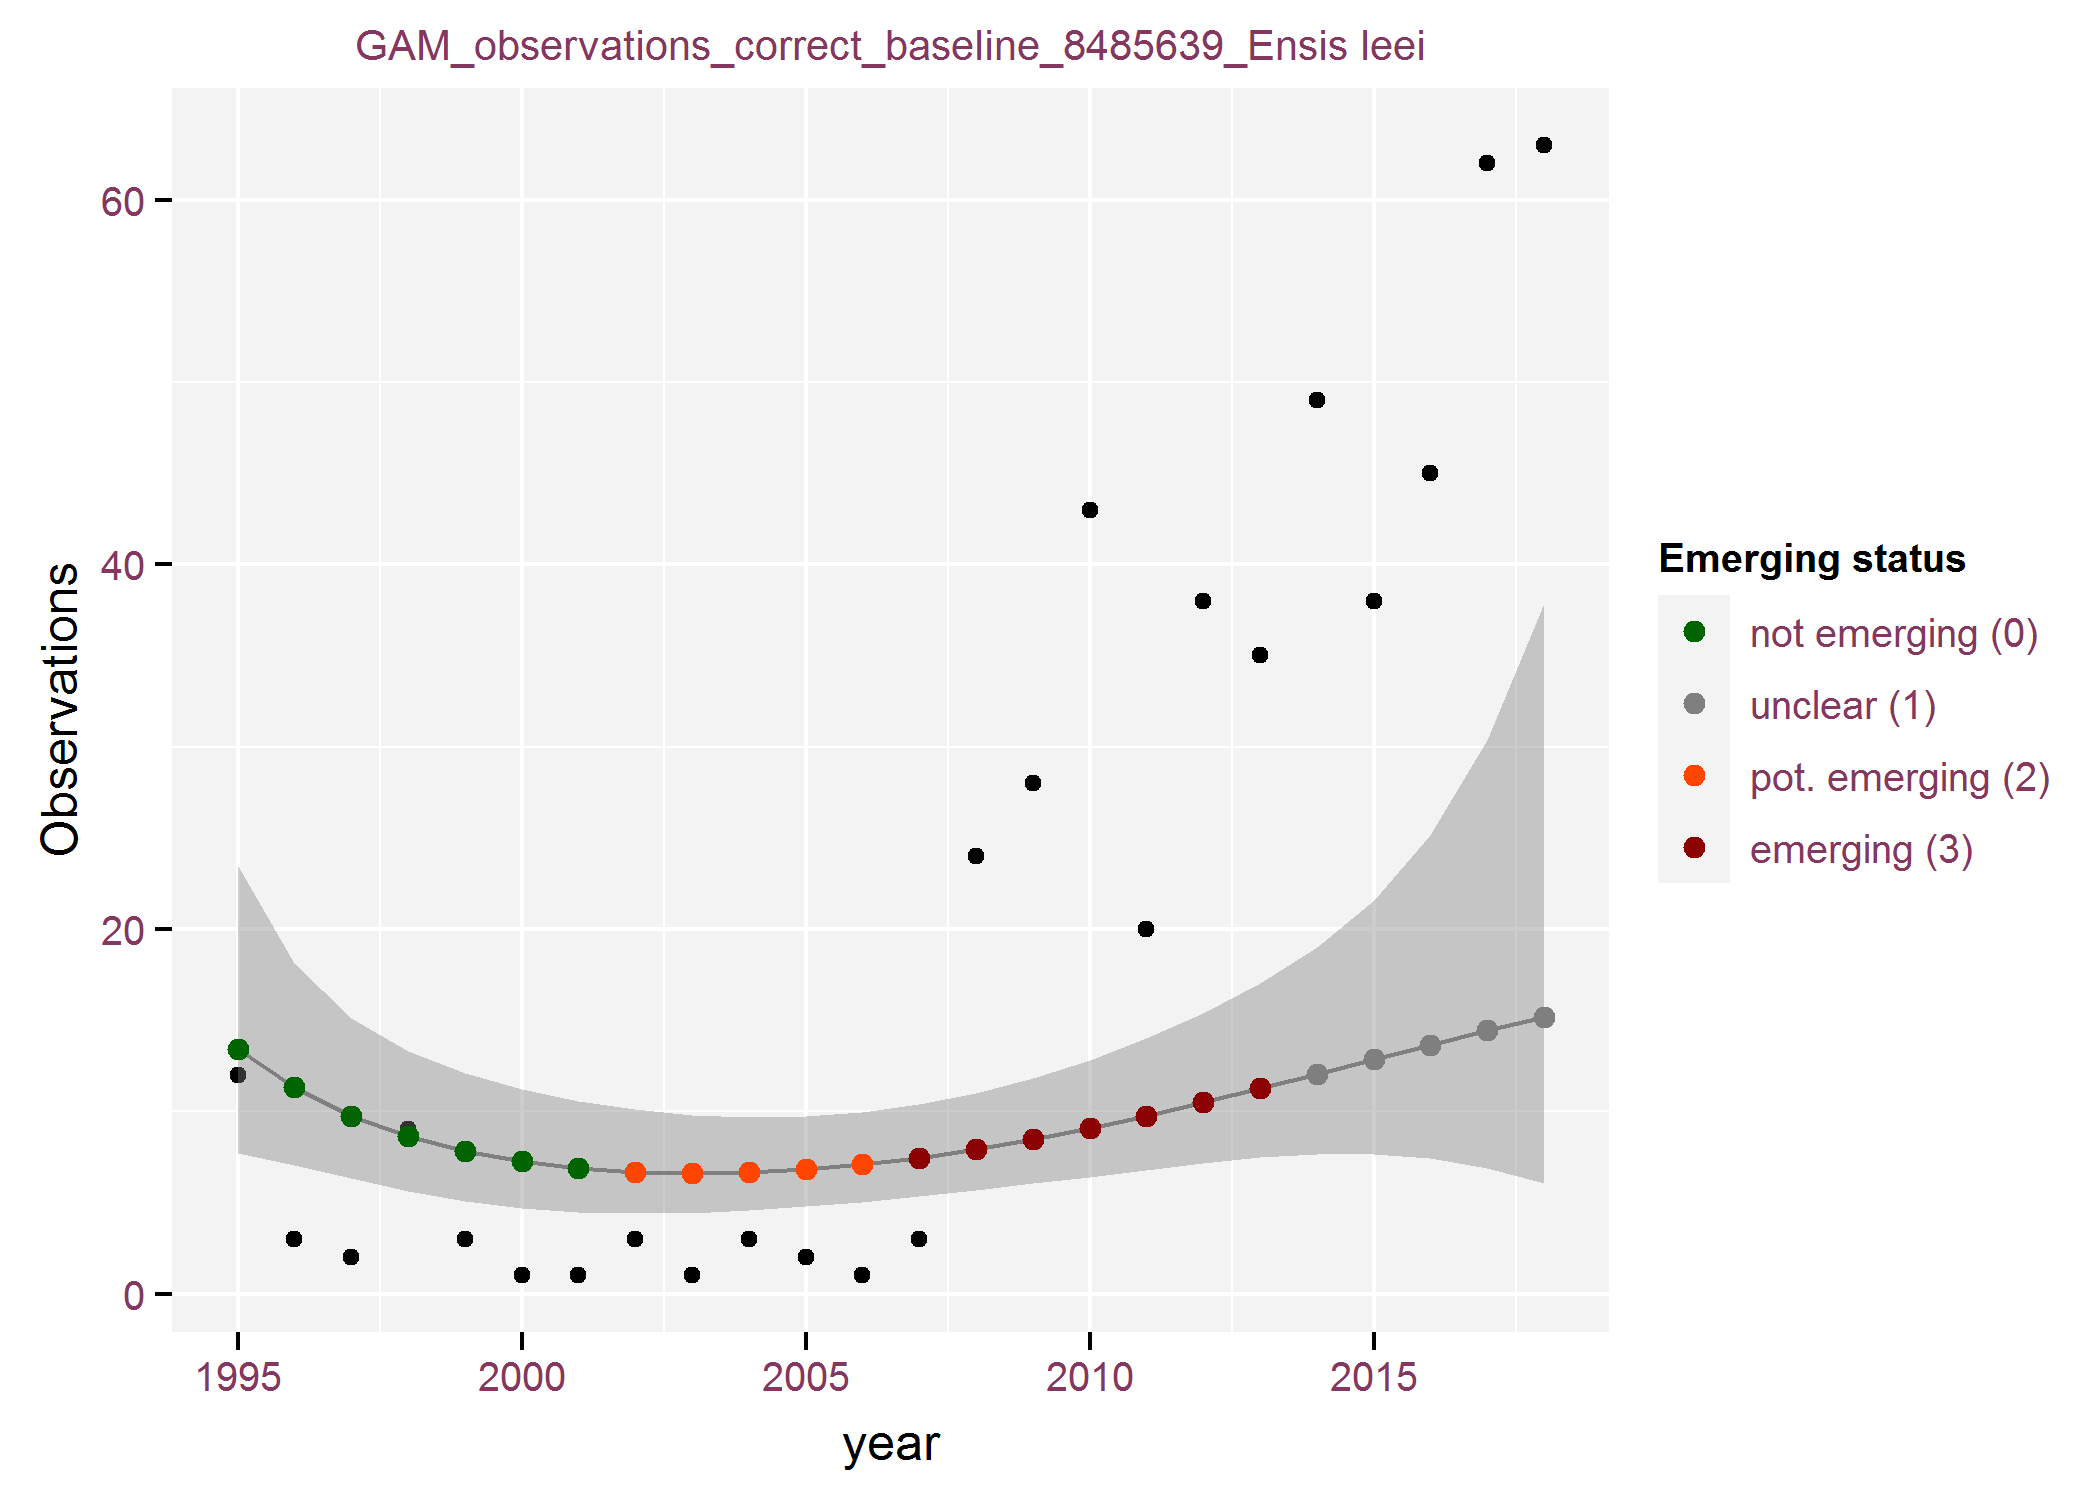 GAM_observations_correct_baseline_8485639_Ensis leei
Observations
60
40
20
0
1995 2000 2005 2010 2015
year
Emerging status
not emerging (0)
unclear (1)
pot. emerging (2)
emerging (3)